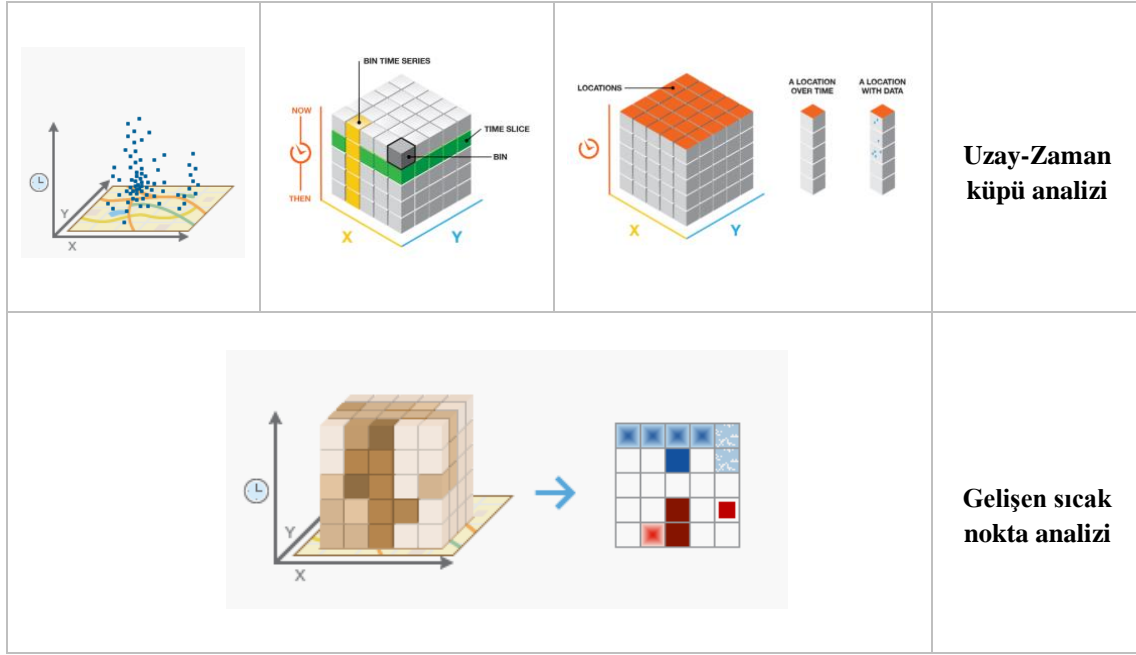 Y
X
BIN TIME SERIES
NOW
TIME SLICE
BIN
THEN
X
Y
LOCATIONS
A LOCATION
OVER TIME
A LOCATION
WITH DATA
X
Y
Uzay-Zaman
küpü analizi
Y
X
Gelişen sıcak
nokta analizi